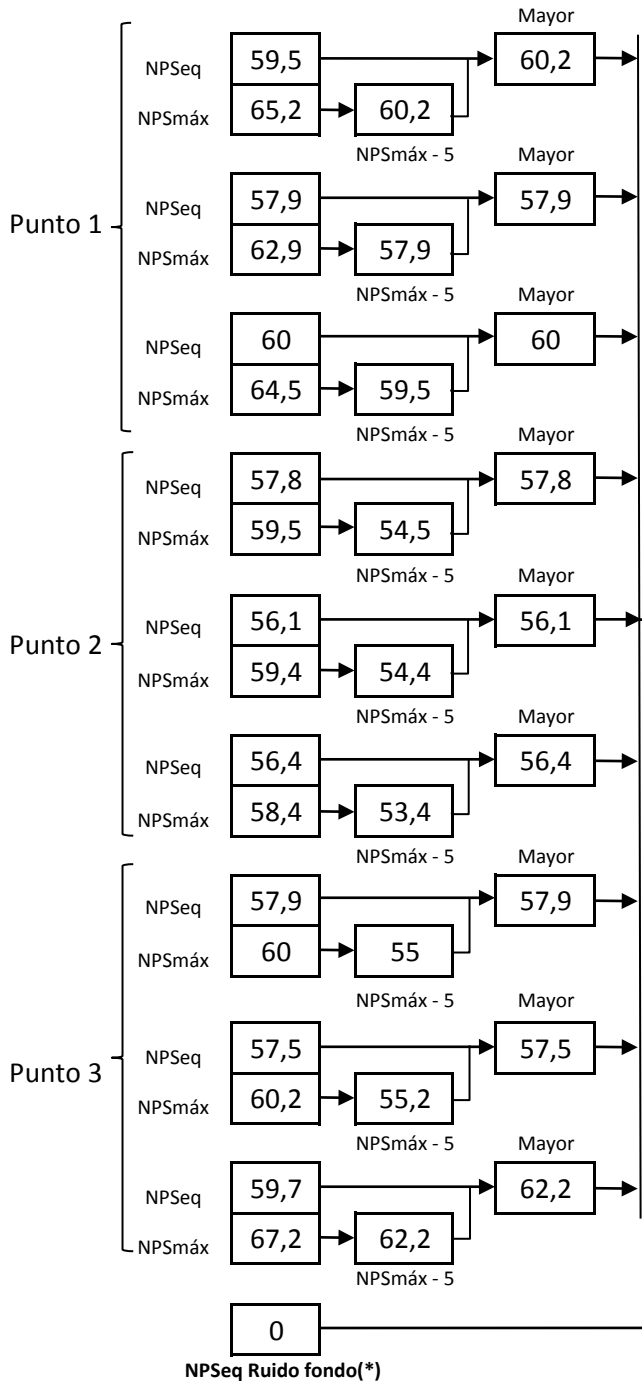 Mayor
NPSeq 59,5 60,2
NPSmáx 65,2 60,2
NPSmáx - 5 Mayor
Punto 1
NPSeq 57,9 57,9
NPSmáx 62,9 57,9
NPSmáx - 5 Mayor
NPSeq 60 60
NPSmáx 64,5 59,5
NPSmáx - 5 Mayor
NPSeq 57,8 57,8
NPSmáx 59,5 54,5
NPSmáx - 5 Mayor
Punto 2
NPSeq 56,1 56,1
NPSmáx 59,4 54,4
NPSmáx - 5 Mayor
NPSeq 56,4 56,4
NPSmáx 58,4 53,4
NPSmáx - 5 Mayor
NPSeq 57,9 57,9
NPSmáx 60 55
NPSmáx - 5 Mayor
Punto 3
NPSeq 57,5 57,5
NPSmáx 60,2 55,2
NPSmáx - 5 Mayor
NPSeq 59,7 62,2
NPSmáx 67,2 62,2
NPSmáx - 5
0
NPSeq Ruido fondo(*)